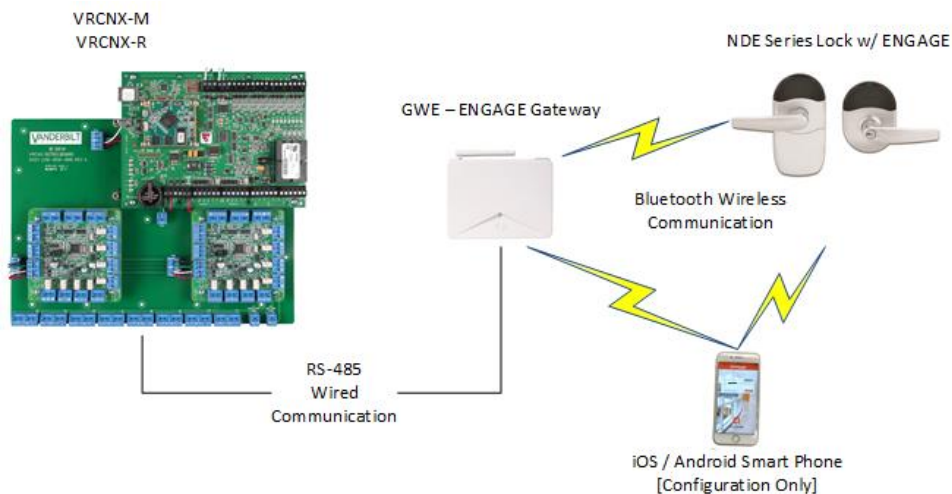 VRCNX-M
VRCNX-R
NDE Series Lock w/ ENGAGE
GWE – ENGAGE Gateway
VANDERBILT
Bluetooth Wireless
Communication
RS-485
Wired
Communication
iOS / Android Smart Phone
[Configuration Only]